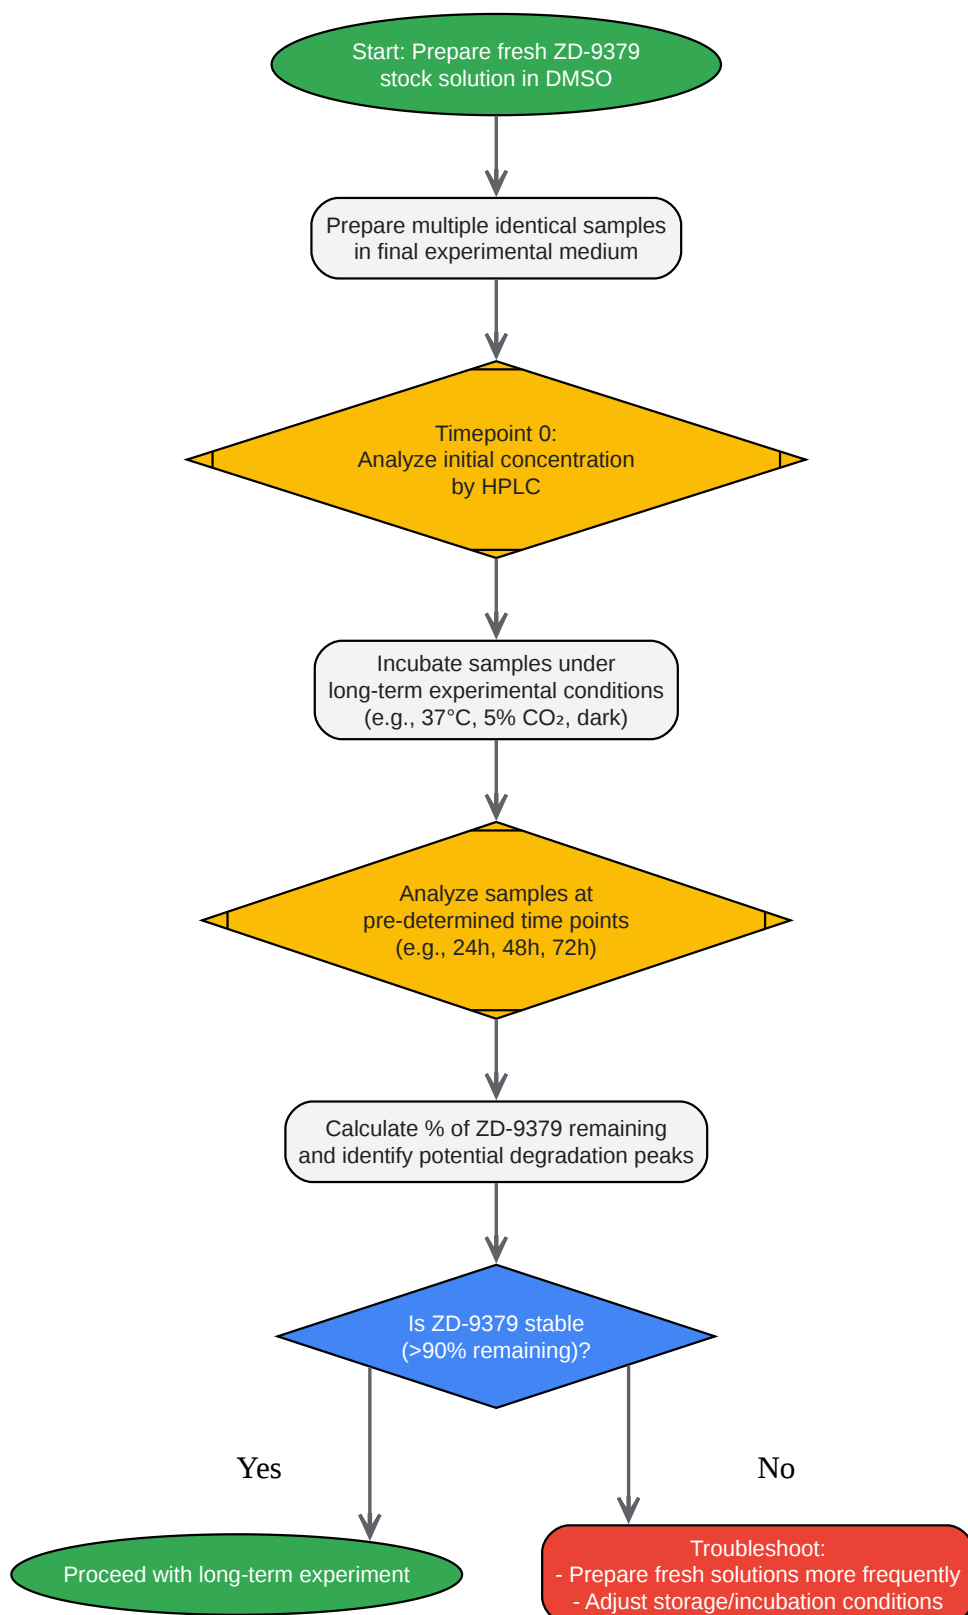 Start: Prepare fresh ZD-9379
stock solution in DMSO
Prepare multiple identical samples
in final experimental medium
Timepoint 0:
Analyze initial concentration
by HPLC
Incubate samples under
long-term experimental conditions
(e.g., 37°C, 5% CO₂, dark)
Analyze samples at
pre-determined time points
(e.g., 24h, 48h, 72h)
Calculate % of ZD-9379 remaining
and identify potential degradation peaks
Is ZD-9379 stable
(>90% remaining)?
Yes
No
Proceed with long-term experiment
Troubleshoot:
- Prepare fresh solutions more frequently
- Adjust storage/incubation conditions